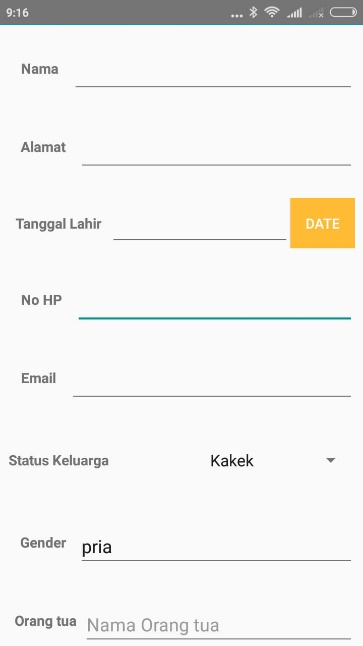 9:16
Nama
Alamat
Tanggal Lahir DATE
No HP
Email
Status Keluarga Kakek
Gender pria
Orang tua Nama Orang tua